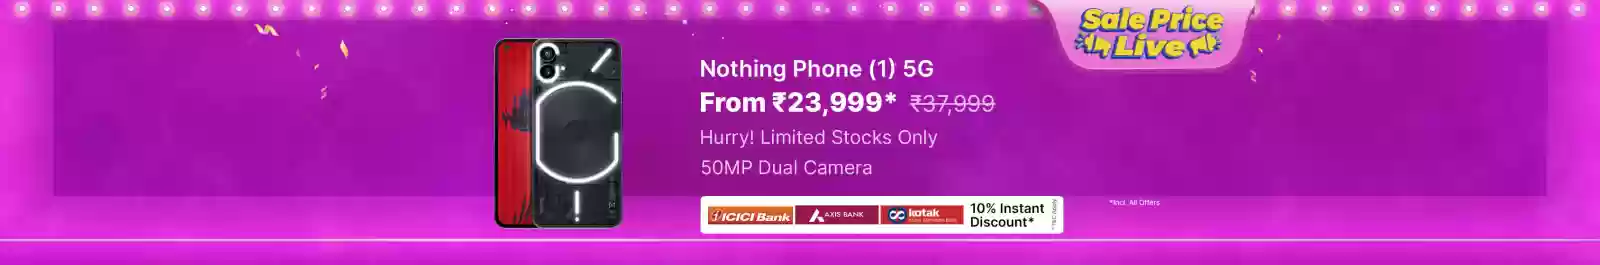 Sale Price
Live
Nothing Phone (1) 5G
From ₹23,999* ₹37,999
Hurry! Limited Stocks Only
50MP Dual Camera
ICICI Bank
AXIS BANK
kotak
10% Instant
Discount*
*T&C Apply
*Incl. All Offers